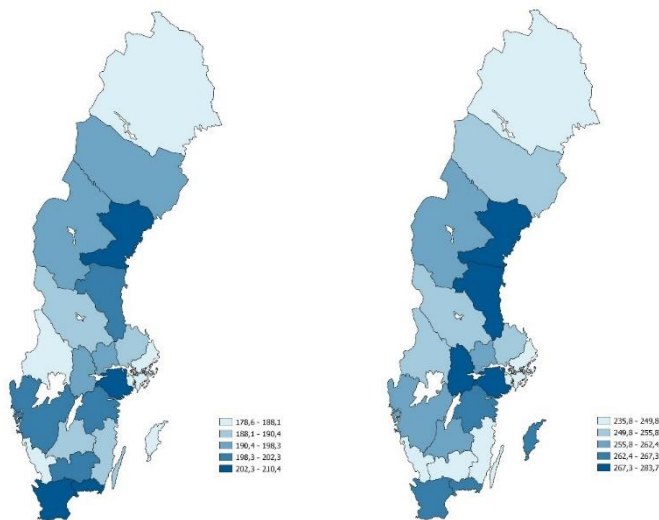 178,6 - 188,1
188,1 - 190,4
190,4 - 198,3
198,3 - 202,3
202,3 - 210,4
235,8 - 249,8
249,8 - 255,8
255,8 - 262,4
262,4 - 267,3
267,3 - 283,7